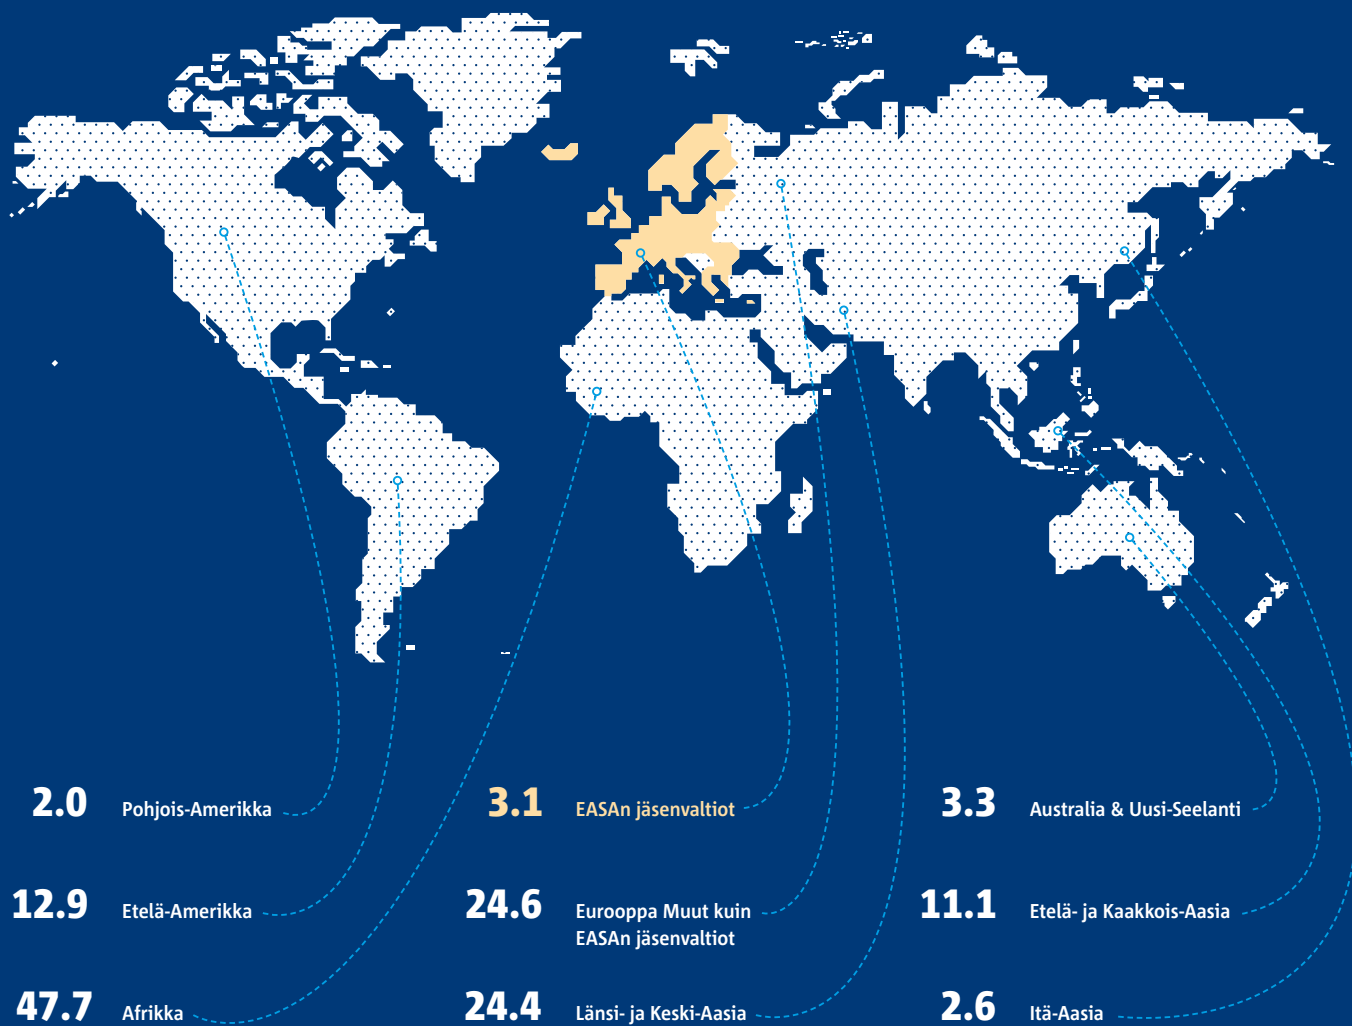 2.0 Pohjois-Amerikka
12.9 Etelä-Amerikka
47.7 Afrikka
3.1 EASAn jäsenvaltiot
24.6 Eurooppa Muut kuin
EASAn jäsenvaltiot
24.4 Länsi- ja Keski-Aasia
3.3 Australia & Uusi-Seelanti
11.1 Etelä- ja Kaakkois-Aasia
2.6 Itä-Aasia